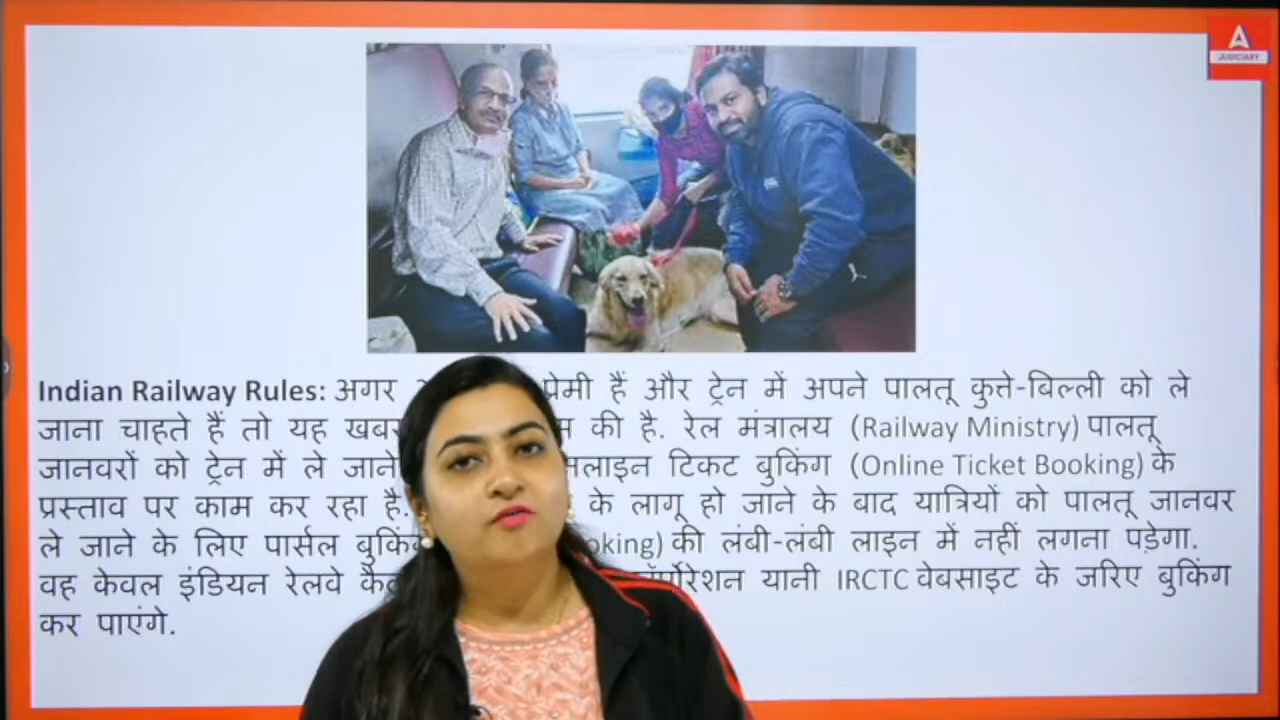 JUDICIARY
Indian Railway Rules: अगर प्रेमी हैं और ट्रेन में अपने पालतू कुत्ते-बिल्ली को ले
जाना चाहते हैं तो यह खबर की है. रेल मंत्रालय (Railway Ministry) पालतू
जानवरों को ट्रेन में ले जाने टिकट बुकिंग (Online Ticket Booking) के
प्रस्ताव पर काम कर रहा है. के लागू हो जाने के बाद यात्रियों को पालतू जानवर
ले जाने के लिए पार्सल की लंबी-लंबी लाइन में नहीं लगना पड़ेगा.
वह केवल इंडियन रेलवे यानी IRCTC वेबसाइट के जरिए बुकिंग
कर पाएंगे.